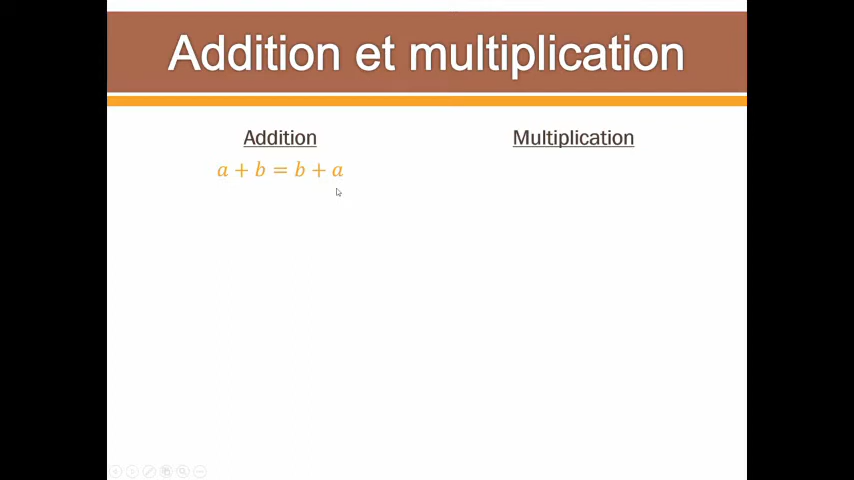 Addition et multiplication
Addition
Multiplication
a + b = b + a